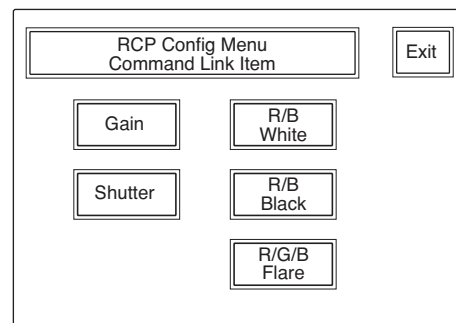 RCP Config Menu
Command Link Item
Exit
Gain
R/B
White
Shutter
R/B
Black
R/G/B
Flare